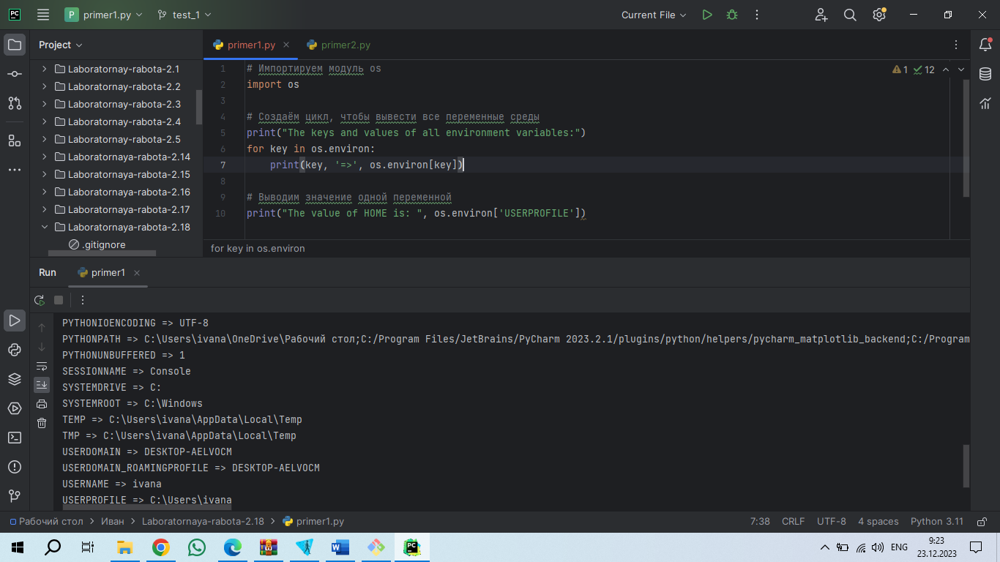 P primer1.py test_1 Current File
Project
primer1.py
primer2.py
Laboratornay-rabota-2.1
Laboratornay-rabota-2.2
Laboratornay-rabota-2.3
Laboratornay-rabota-2.4
Laboratornay-rabota-2.5
Laboratornaya-rabota-2.14
Laboratornaya-rabota-2.15
Laboratornaya-rabota-2.16
Laboratornaya-rabota-2.17
Laboratornaya-rabota-2.18
.gitignore
1 # Импортируем модуль os
2 import os
3
4 # Создаём цикл, чтобы вывести все переменные среды
5 print("The keys and values of all environment variables:")
6 for key in os.environ:
7 print(key, '=>', os.environ[key])
8
9 # Выводим значение одной переменной
10 print("The value of HOME is: ", os.environ['USERPROFILE'])
1 12
for key in os.environ
Run primer1
PYTHONIOENCODING => UTF-8
PYTHONPATH => C:\Users\ivana\OneDrive\Рабочий стол;C:/Program Files/JetBrains/PyCharm 2023.2.1/plugins/python/helpers/pycharm_matplotlib_backend;C:/Program
PYTHONUNBUFFERED => 1
SESSIONNAME => Console
SYSTEMDRIVE => C:
SYSTEMROOT => C:\Windows
TEMP => C:\Users\ivana\AppData\Local\Temp
TMP => C:\Users\ivana\AppData\Local\Temp
USERDOMAIN => DESKTOP-AELVOCM
USERDOMAIN_ROAMINGPROFILE => DESKTOP-AELVOCM
USERNAME => ivana
USERPROFILE => C:\Users\ivana
Рабочий стол > Иван > Laboratornaya-rabota-2.18 > primer1.py
7:38 CRLF UTF-8 4 spaces Python 3.11
ENG
9:23
23.12.2023